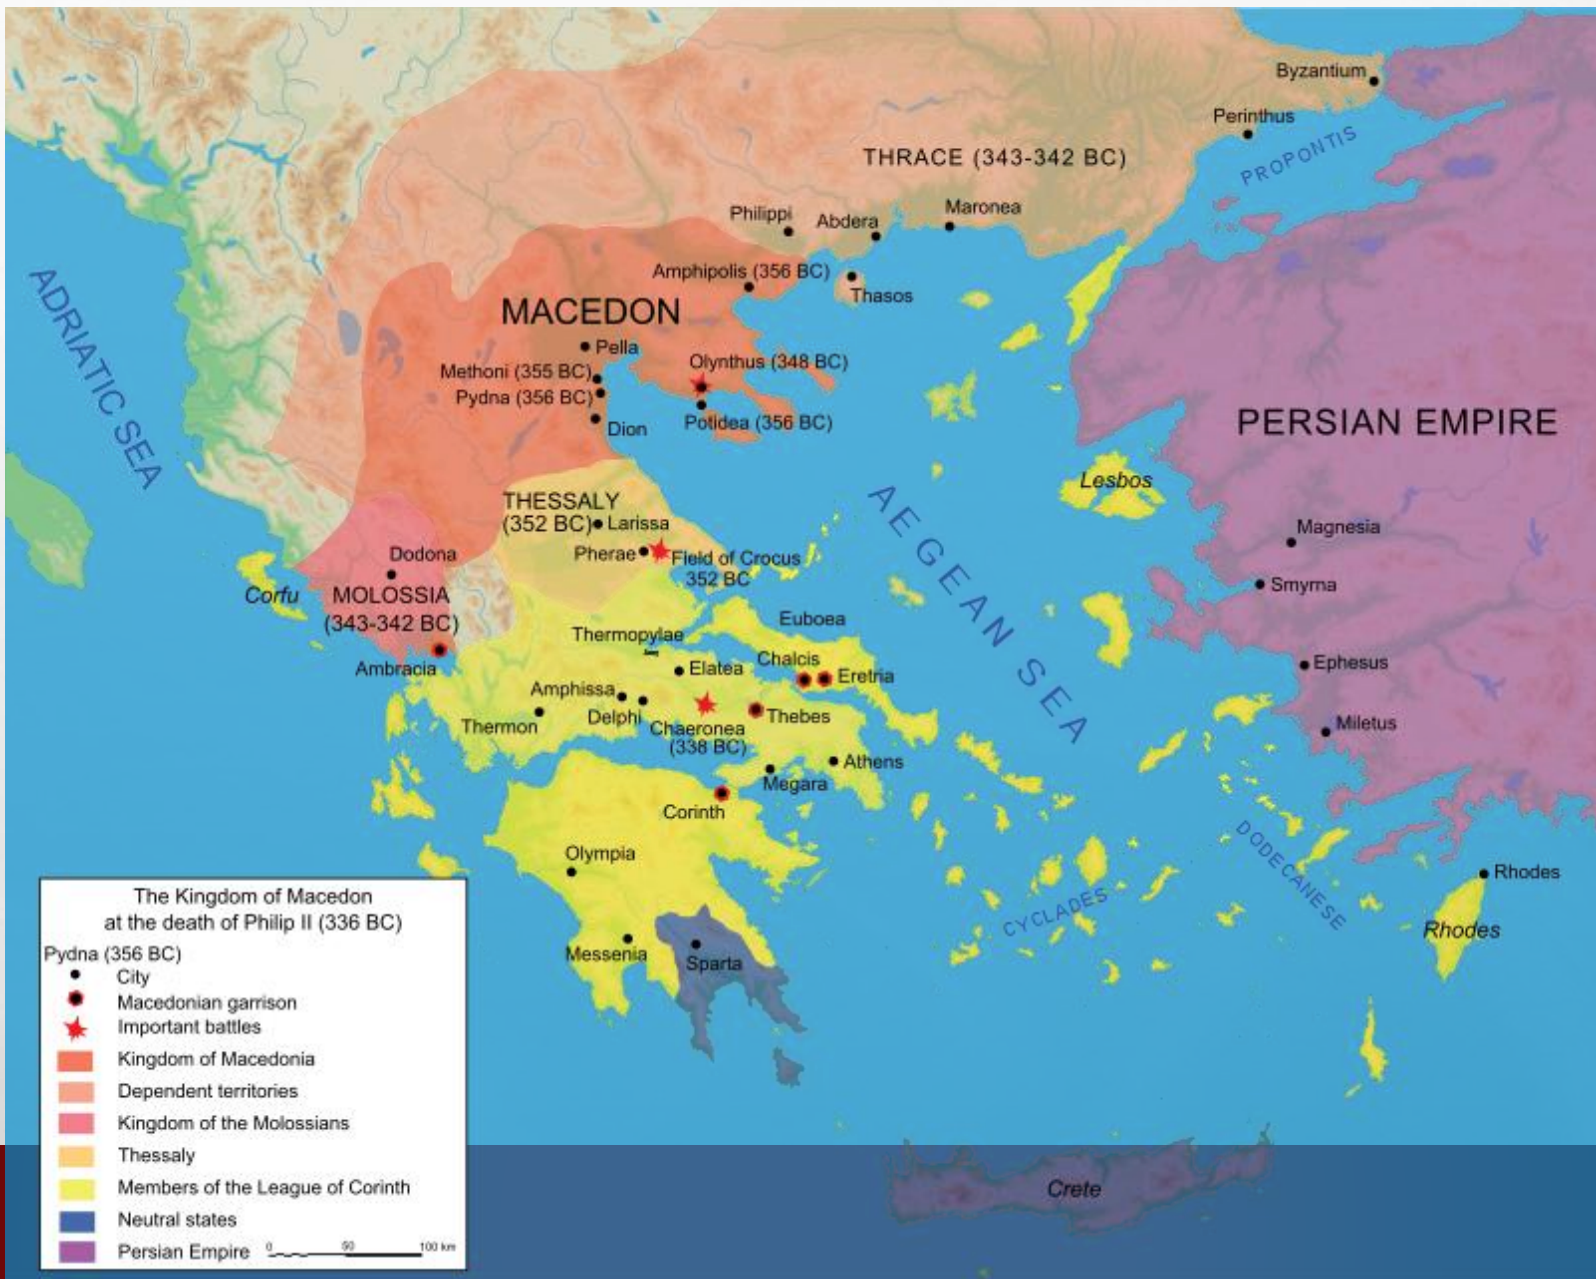 Byzantium
Perinthus
PROPONTIS
THRACE (343-342 BC)
Philippi
Abdera
Maronea
Amphipolis (356 BC)
Thasos
ADRIATIC SEA
MACEDON
Pella
Olynthus (348 BC)
Methoni (355 BC)
Pydna (356 BC)
Potidea (356 BC)
Dion
PERSIAN EMPIRE
Lesbos
AEGEAN SEA
THESSALY
(352 BC)
Larissa
Magnesia
Pherae
Field of Crocus
352 BC
Dodona
Smyrna
Corfu
MOLOSSIA
(343-342 BC)
Euboea
Thermopylae
Ambracia
Elatea
Chalcis
Eretria
Ephesus
Amphissa
Delphi
Thebes
Thermon
Chaeronea
(338 BC)
Miletus
Athens
Megara
Corinth
DODECANESE
Olympia
Rhodes
CYCLADES
Rhodes
Messenia
Sparta
Crete
The Kingdom of Macedon
at the death of Philip II (336 BC)
Pydna (356 BC)
City
Macedonian garrison
Important battles
Kingdom of Macedonia
Dependent territories
Kingdom of the Molossians
Thessaly
Members of the League of Corinth
Neutral states
Persian Empire
0 50 100 km